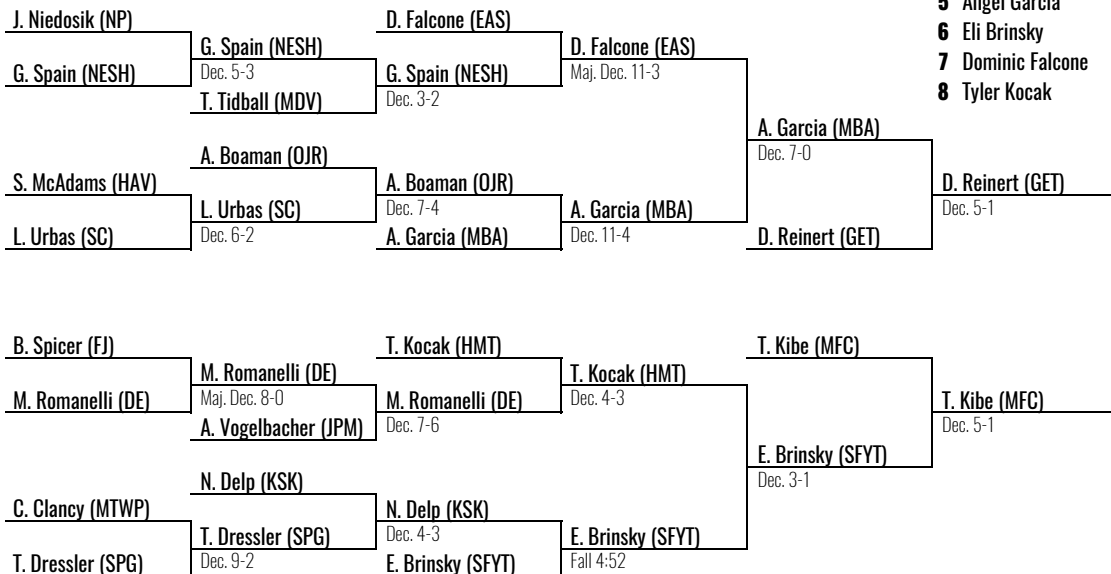 5 Angel Garcia
6 Eli Brinsky
7 Dominic Falcone
8 Tyler Kocak
J. Niedosik (NP)
G. Spain (NESH)
G. Spain (NESH)
Dec. 5-3
T. Tidball (MDV)
S. McAdams (HAV)
L. Urbas (SC)
A. Boaman (OJR)
L. Urbas (SC)
Dec. 6-2
D. Falcone (EAS)
G. Spain (NESH)
Dec. 3-2
A. Boaman (OJR)
Dec. 7-4
A. Garcia (MBA)
D. Falcone (EAS)
Maj. Dec. 11-3
A. Garcia (MBA)
Dec. 11-4
A. Garcia (MBA)
Dec. 7-0
D. Reinert (GET)
D. Reinert (GET)
Dec. 5-1
B. Spicer (FJ)
M. Romanelli (DE)
M. Romanelli (DE)
Maj. Dec. 8-0
A. Vogelbacher (JPM)
C. Clancy (MTWP)
T. Dressler (SPG)
N. Delp (KSK)
T. Dressler (SPG)
Dec. 9-2
T. Kocak (HMT)
M. Romanelli (DE)
Dec. 7-6
N. Delp (KSK)
Dec. 4-3
E. Brinsky (SFYT)
T. Kocak (HMT)
Dec. 4-3
E. Brinsky (SFYT)
Fall 4:52
T. Kibe (MFC)
E. Brinsky (SFYT)
Dec. 3-1
T. Kibe (MFC)
Dec. 5-1